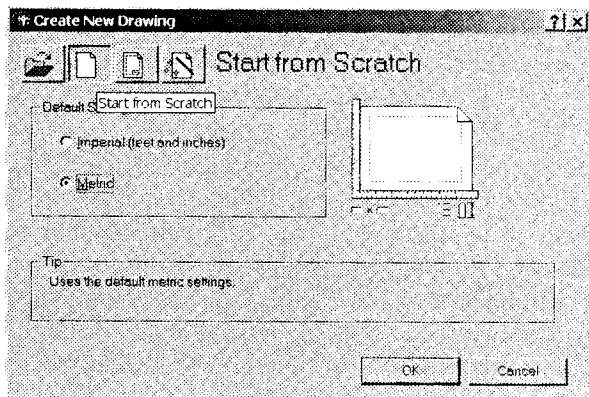 Create New Drawing
Start from Scratch
Start from Scratch
Default S
Imperial (feet and inches)
Metric
Tip
Uses the default metric settings.
OK
Cancel